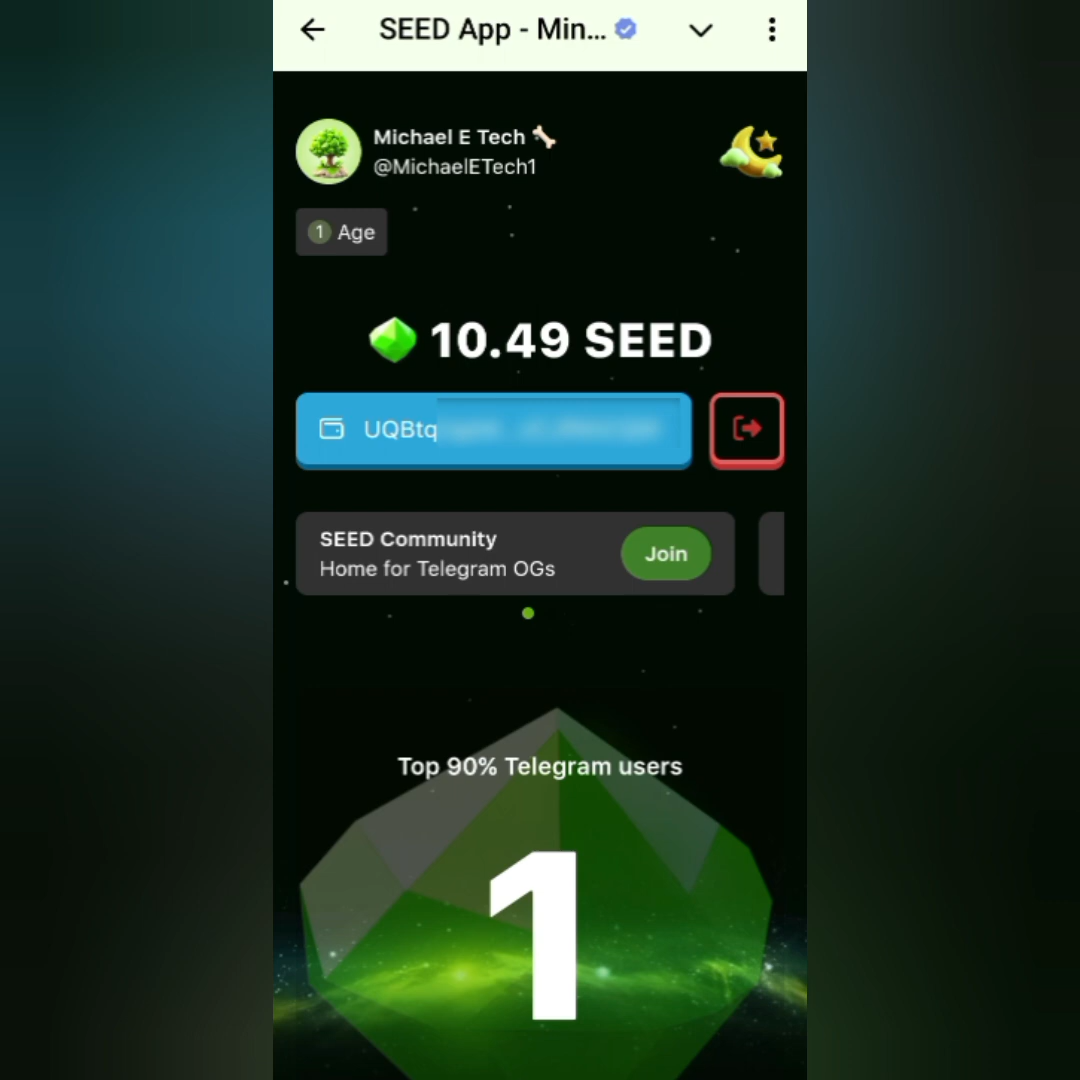 SEED App - Min...
Michael E Tech 🦴
@MichaelETech1
1 Age
10.49 SEED
UQBtq
SEED Community
Home for Telegram OGs
Join
Top 90% Telegram users
1